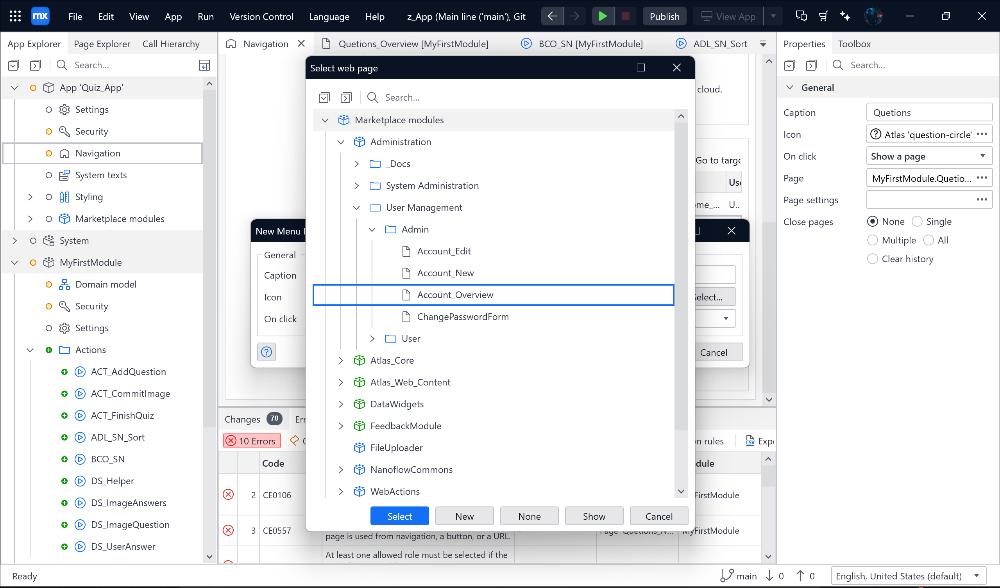 mx File Edit View App Run Version Control Language Help z_App (Main line ('main'), Git Publish View App
App Explorer Page Explorer Call Hierarchy
Search...
App 'Quiz_App'
Settings
Security
Navigation
System texts
Styling
Marketplace modules
System
MyFirstModule
Domain model
Security
Settings
Actions
ACT_AddQuestion
ACT_CommitImage
ACT_FinishQuiz
ADL_SN_Sort
BCO_SN
DS_Helper
DS_ImageAnswers
DS_ImageQuestion
DS_UserAnswer
Navigation Quetions_Overview [MyFirstModule] BCO_SN [MyFirstModule] ADL_SN_Sort
cloud.
Go to targe
Use
me_... U..
New Menu I
General
Caption
Icon
Select...
On click
Cancel
Select web page
Search...
Marketplace modules
Administration
_Docs
System Administration
User Management
Admin
Account_Edit
Account_New
Account_Overview
ChangePasswordForm
User
Atlas_Core
Atlas_Web_Content
DataWidgets
FeedbackModule
FileUploader
NanoflowCommons
WebActions
Select New None Show Cancel
Changes 70 Err
10 Errors rules CSV Expo
Code dule
2 CE0106 FirstModule
3 CE0557 MyFirstModule
page is used from navigation, a button, or a URL.
At least one allowed role must be selected if the
Properties Toolbox
Search...
General
Caption Quetions
Icon Atlas 'question-circle' ...
On click Show a page
Page MyFirstModule.Quetio... ...
Page settings ...
Close pages None Single
Multiple All
Clear history
Ready main 0 0 English, United States (default)